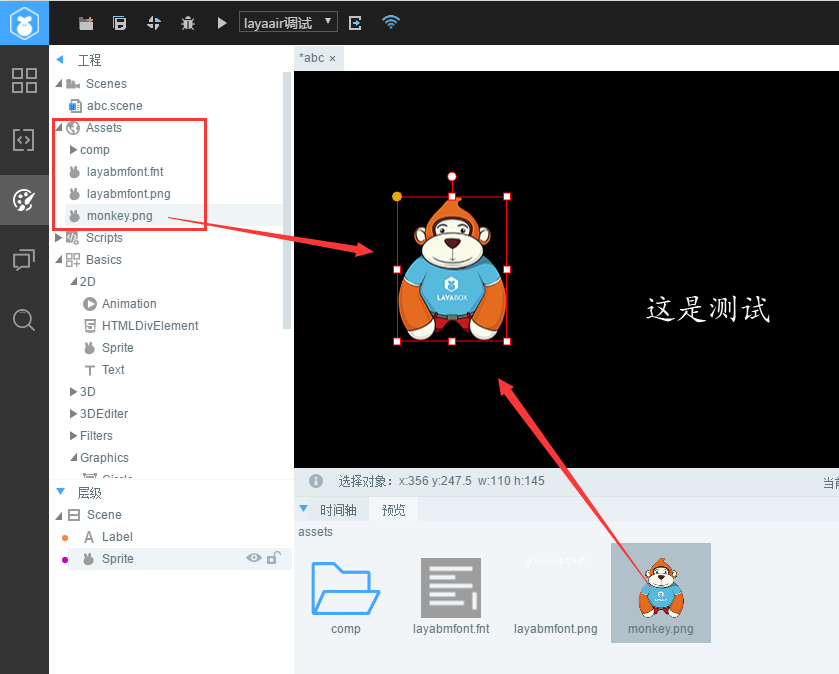 layaair调试
工程
*abc ×
Scenes
abc.scene
Assets
comp
layabmfont.fnt
layabmfont.png
monkey.png
Scripts
Basics
2D
Animation
HTMLDivElement
Sprite
Text
3D
3DEditer
Filters
Graphics
LAYABOX
这是测试
选择对象: x:356 y:247.5 w:110 h:145
当前
层级
Scene
Label
Sprite
时间轴
预览
assets
comp
layabmfont.fnt
layabmfont.png
monkey.png